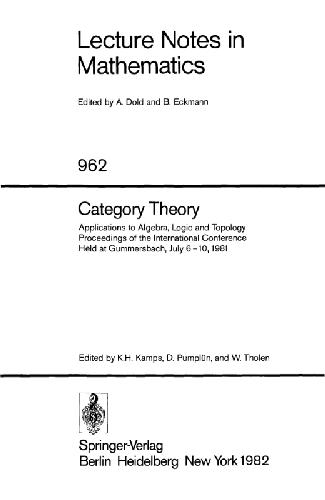 Lecture Notes in
Mathematics
Edited by A. Dold and B. Eckmann
962
Category Theory
Applications to Algebra, Logic and Topology
Proceedings of the International Conference
Held at Gummersbach, July 6–10, 1981
Edited by K.H. Kamps, D. Pumplün, and W. Tholen
Springer-Verlag
Berlin Heidelberg New York 1982